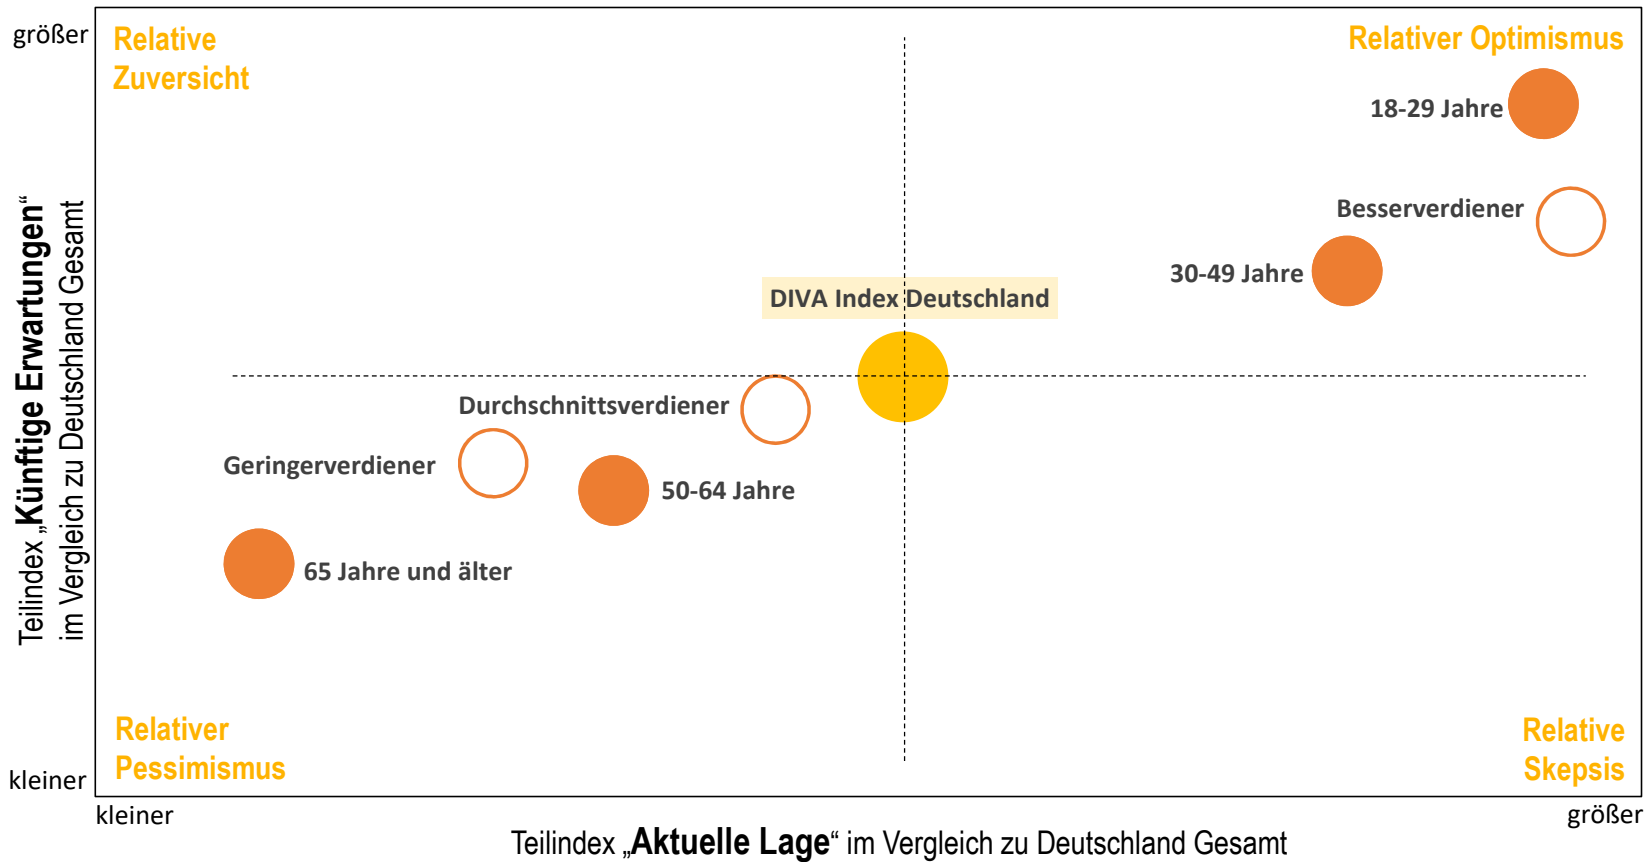 größer
Relative
Zuversicht
Relativer Optimismus
18-29 Jahre
Besserverdiener
30-49 Jahre
DIVA Index Deutschland
Durchschnittsverdiener
Geringerverdiener
50-64 Jahre
65 Jahre und älter
Teilindex „Künftige Erwartungen“
im Vergleich zu Deutschland Gesamt
Relativer
Pessimismus
Relative
Skepsis
kleiner
kleiner
größer
Teilindex „Aktuelle Lage“ im Vergleich zu Deutschland Gesamt